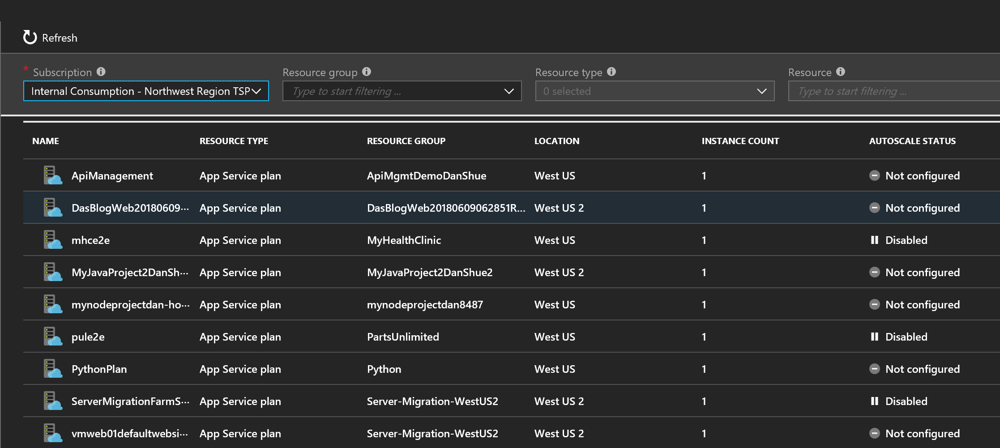 Refresh
* Subscription Resource group Resource type Resource
Internal Consumption - Northwest Region TSP Type to start filtering ... 0 selected Type to start filtering ...
NAME RESOURCE TYPE RESOURCE GROUP LOCATION INSTANCE COUNT AUTOSCALE STATUS
ApiManagement App Service plan ApiMgmtDemoDanShue West US 1 Not configured
DasBlogWeb20180609... App Service plan DasBlogWeb20180609062851R... West US 2 1 Not configured
mhce2e App Service plan MyHealthClinic West US 1 Disabled
MyJavaProject2DanSh... App Service plan MyJavaProject2DanShue2 West US 2 1 Not configured
mynodeprojectdan-ho... App Service plan mynodeprojectdan8487 West US 1 Not configured
pule2e App Service plan PartsUnlimited West US 1 Disabled
PythonPlan App Service plan Python West US 1 Not configured
ServerMigrationFarmS... App Service plan Server-Migration-WestUS2 West US 2 1 Disabled
vmweb01defaultwebsi... App Service plan Server-Migration-WestUS2 West US 2 1 Not configured